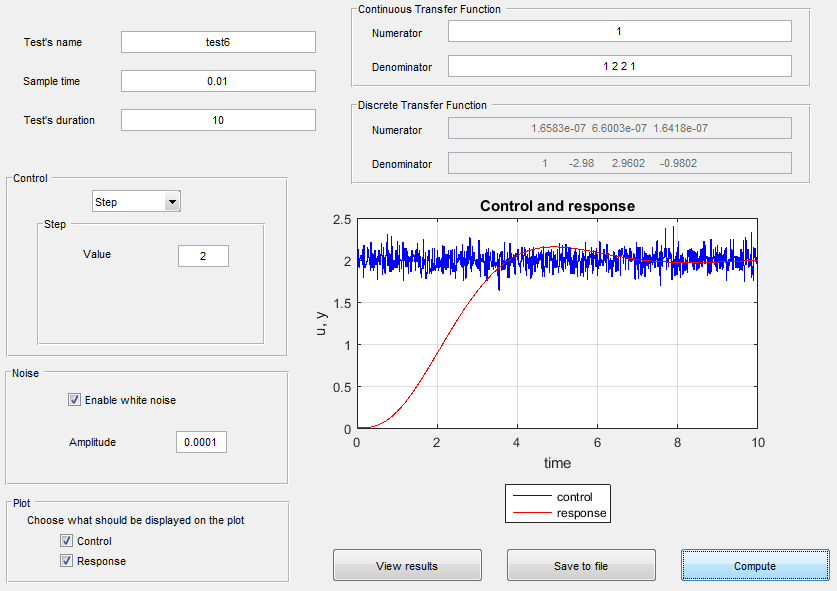 Test's name
test6
Sample time
0.01
Test's duration
10
Continuous Transfer Function
Numerator
1
Denominator
1 2 2 1
Discrete Transfer Function
Numerator
1.6583e-07 6.6003e-07 1.6418e-07
Denominator
1 -2.98 2.9602 -0.9802
Control
Step
Step
Value
2
Noise
Enable white noise
Amplitude
0.0001
Plot
Choose what should be displayed on the plot
Control
Response
Control and response
u, y
2.5
2
1.5
1
0.5
0
0 2 4 6 8 10
time
control
response
View results
Save to file
Compute